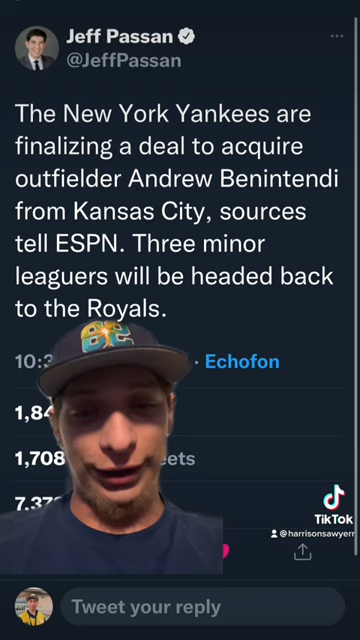 Jeff Passan
@JeffPassan
The New York Yankees are
finalizing a deal to acquire
outfielder Andrew Benintendi
from Kansas City, sources
tell ESPN. Three minor
leaguers will be headed back
to the Royals.
· Echofon
1,708
TikTok
@harrisonsawyerr
Tweet your reply